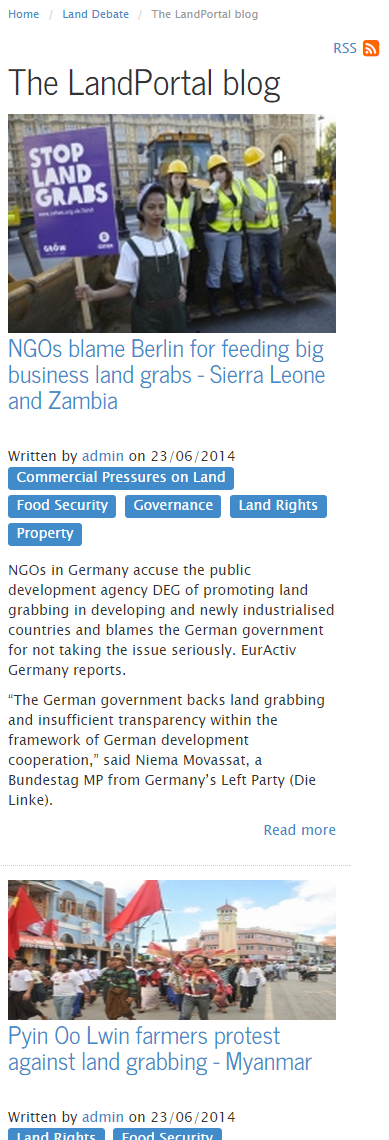 Home / Land Debate / The LandPortal blog
RSS
The LandPortal blog
STOP
LAND
GRABS
GROW
NGOs blame Berlin for feeding big
business land grabs - Sierra Leone
and Zambia
Written by admin on 23/06/2014
Commercial Pressures on Land
Food Security Governance Land Rights
Property
NGOs in Germany accuse the public
development agency DEG of promoting land
grabbing in developing and newly industrialised
countries and blames the German government
for not taking the issue seriously. EurActiv
Germany reports.
“The German government backs land grabbing
and insufficient transparency within the
framework of German development
cooperation,” said Niema Movassat, a
Bundestag MP from Germany’s Left Party (Die
Linke).
Read more
Pyin Oo Lwin farmers protest
against land grabbing - Myanmar
Written by admin on 23/06/2014
Land Rights Food Security